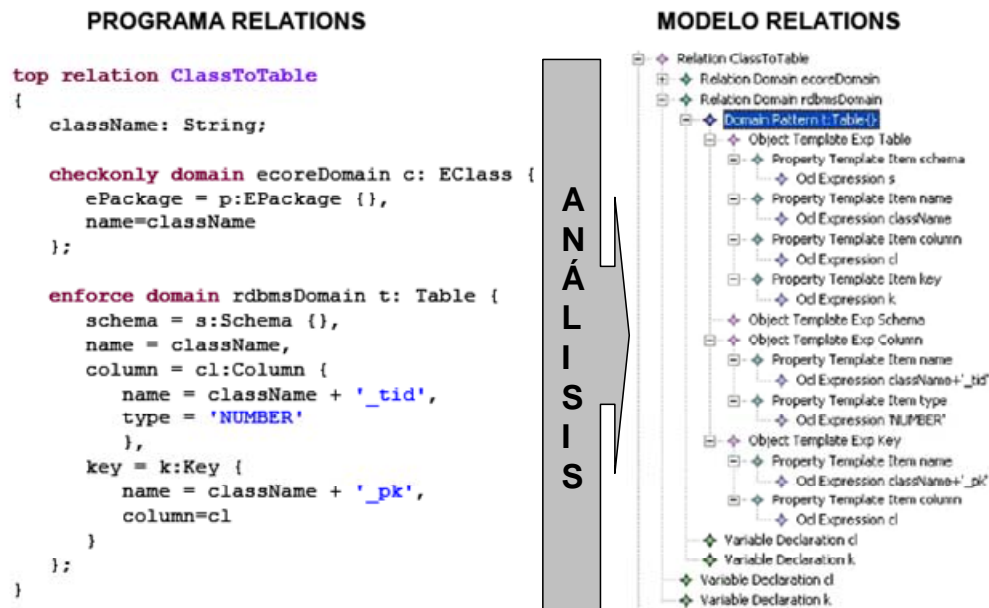 PROGRAMA RELATIONS
top relation ClassToTable
{
className: String;
checkonly domain ecoreDomain c: EClass {
ePackage = p:EPackage {},
name=className
};
enforce domain rdbmsDomain t: Table {
schema = s:Schema {},
name = className,
column = cl:Column {
name = className + '_tid',
type = 'NUMBER'
},
key = k:Key {
name = className + '_pk',
column=cl
}
};
}
ANÁLISIS
MODELO RELATIONS
Relation ClassToTable
Relation Domain ecoreDomain
Relation Domain rdbmsDomain
Domain Pattern t:Table{}
Object Template Exp Table
Property Template Item schema
Ocl Expression s
Property Template Item name
Ocl Expression className
Property Template Item column
Ocl Expression cl
Property Template Item key
Ocl Expression k
Object Template Exp Schema
Object Template Exp Column
Property Template Item name
Ocl Expression className+'_tid'
Property Template Item type
Ocl Expression 'NUMBER'
Object Template Exp Key
Property Template Item name
Ocl Expression className+'_pk'
Property Template Item column
Ocl Expression cl
Variable Declaration cl
Variable Declaration k
Variable Declaration cl
Variable Declaration k